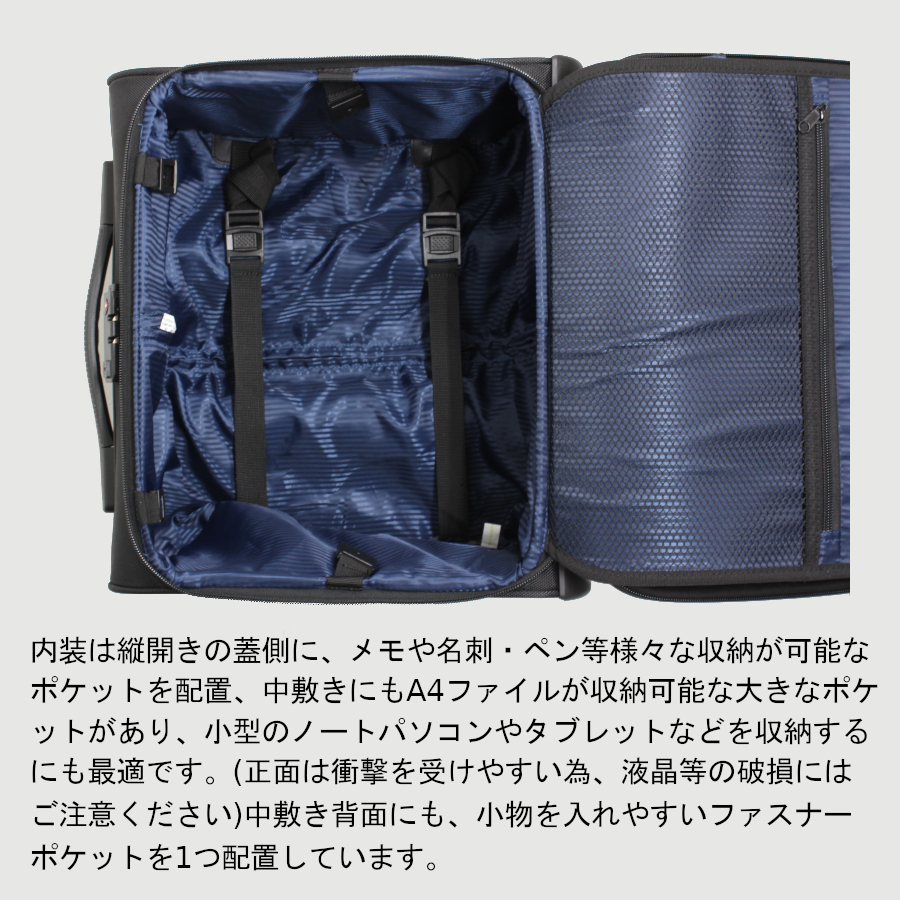 内装は縦開きの蓋側に、メモや名刺・ペン等様々な収納が可能な
ポケットを配置、中敷きにもA4ファイルが収納可能な大きなポケ
ットがあり、小型のノートパソコンやタブレットなどを収納する
にも最適です。(正面は衝撃を受けやすい為、液晶等の破損には
ご注意ください)中敷き背面にも、小物を入れやすいファスナー
ポケットを1つ配置しています。